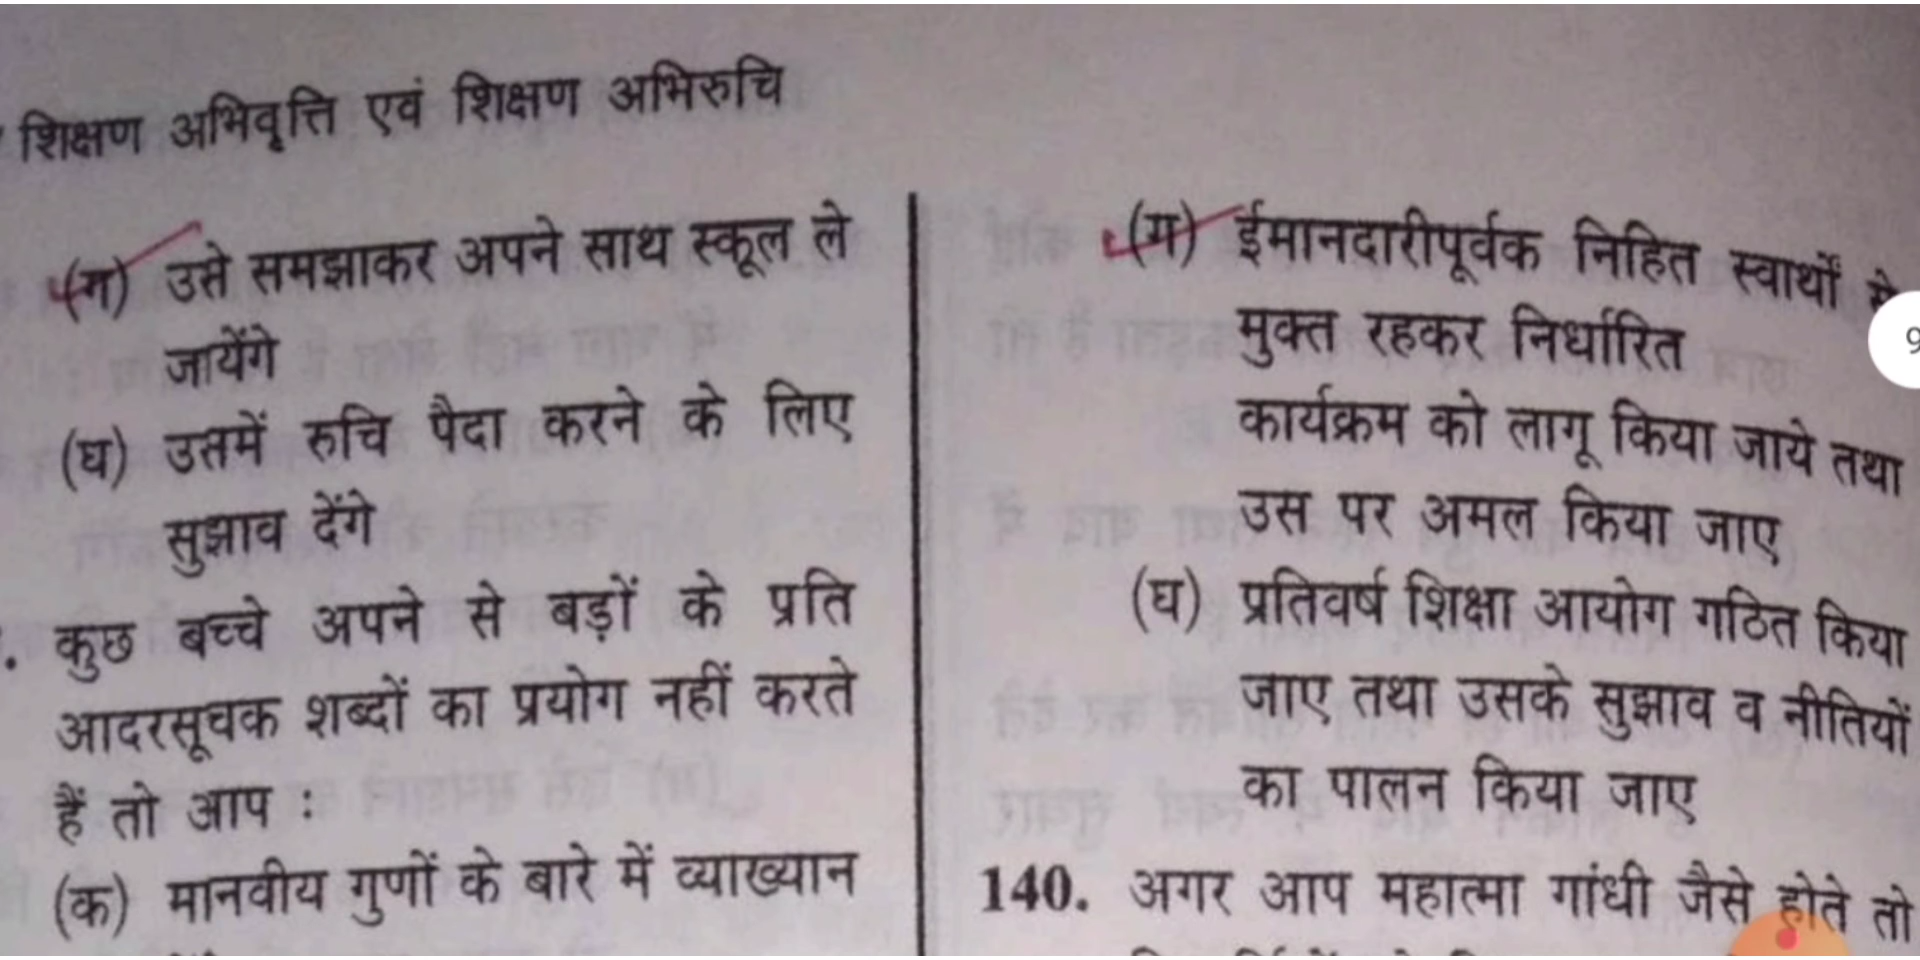 शिक्षण अभिवृत्ति एवं शिक्षण अभिरुचि
(ग) उसे समझाकर अपने साथ स्कूल ले
जायेंगे
(घ) उसमें रुचि पैदा करने के लिए
सुझाव देंगे
. कुछ बच्चे अपने से बड़ों के प्रति
आदरसूचक शब्दों का प्रयोग नहीं करते
हैं तो आप :
(क) मानवीय गुणों के बारे में व्याख्यान
(ग) ईमानदारीपूर्वक निहित स्वार्थों से
मुक्त रहकर निर्धारित
कार्यक्रम को लागू किया जाये तथा
उस पर अमल किया जाए
(घ) प्रतिवर्ष शिक्षा आयोग गठित किया
जाए तथा उसके सुझाव व नीतियों
का पालन किया जाए
140. अगर आप महात्मा गांधी जैसे होते तो